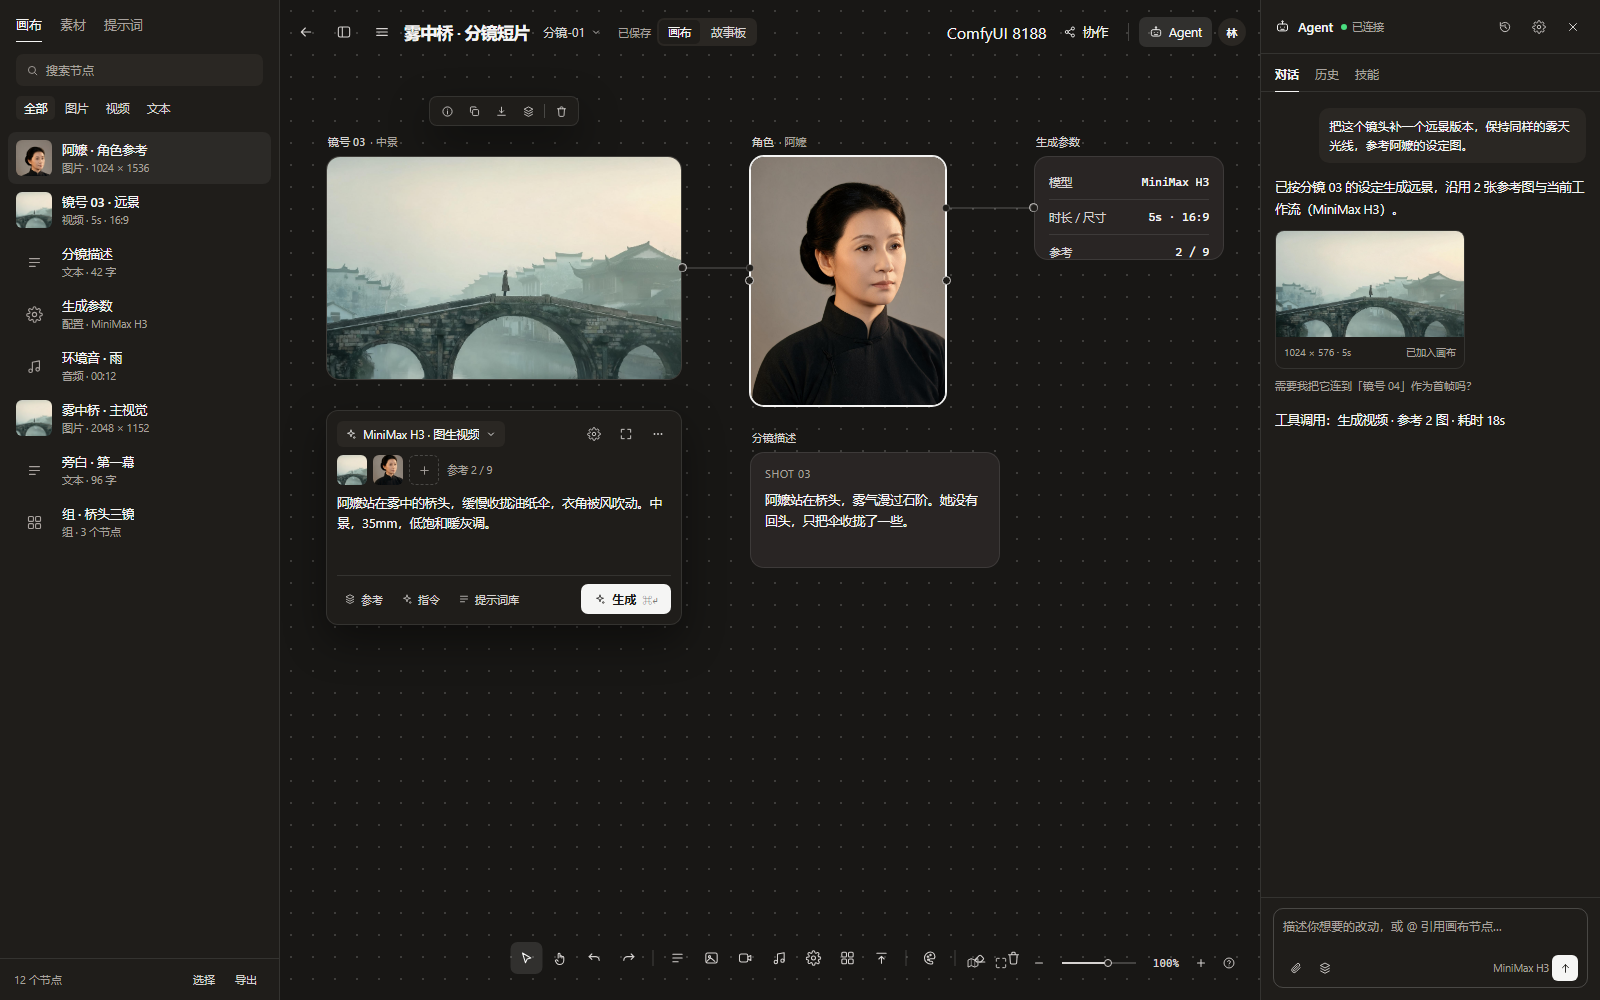 画布 素材 提示词
搜索节点
全部 图片 视频 文本
阿嬷 · 角色参考
图片 · 1024 × 1536
镜号 03 · 远景
视频 · 5s · 16:9
分镜描述
文本 · 42 字
生成参数
配置 · MiniMax H3
环境音 · 雨
音频 · 00:12
雾中桥 · 主视觉
图片 · 2048 × 1152
旁白 · 第一幕
文本 · 96 字
组 · 桥头三镜
组 · 3 个节点
12 个节点 选择 导出
雾中桥 · 分镜短片 分镜-01 已保存 画布 故事板 ComfyUI 8188 协作 Agent 林
镜号 03 · 中景
角色 · 阿嬷
生成参数
模型 MiniMax H3
时长 / 尺寸 5s · 16:9
参考 2 / 9
MiniMax H3 · 图生视频
参考 2 / 9
阿嬷站在雾中的桥头，缓慢收拢油纸伞，衣角被风吹动。中
景，35mm，低饱和暖灰调。
参考 指令 提示词库 生成 ⌘↵
分镜描述
SHOT 03
阿嬷站在桥头，雾气漫过石阶。她没有
回头，只把伞收拢了一些。
100%
Agent 已连接
对话 历史 技能
把这个镜头补一个远景版本，保持同样的雾天
光线，参考阿嬷的设定图。
已按分镜 03 的设定生成远景，沿用 2 张参考图与当前工
作流（MiniMax H3）。
1024 × 576 · 5s 已加入画布
需要我把它连到「镜号 04」作为首帧吗？
工具调用：生成视频 · 参考 2 图 · 耗时 18s
描述你想要的改动，或 @ 引用画布节点...
MiniMax H3